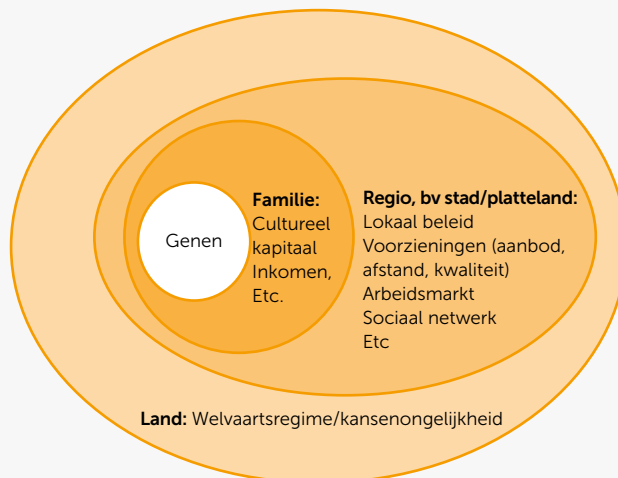 Genen
Familie:
Cultureel
kapitaal
Inkomen,
Etc.
Regio, bv stad/platteland:
Lokaal beleid
Voorzieningen (aanbod,
afstand, kwaliteit)
Arbeidsmarkt
Sociaal netwerk
Etc
Land: Welvaartsregime/kansenongelijkheid